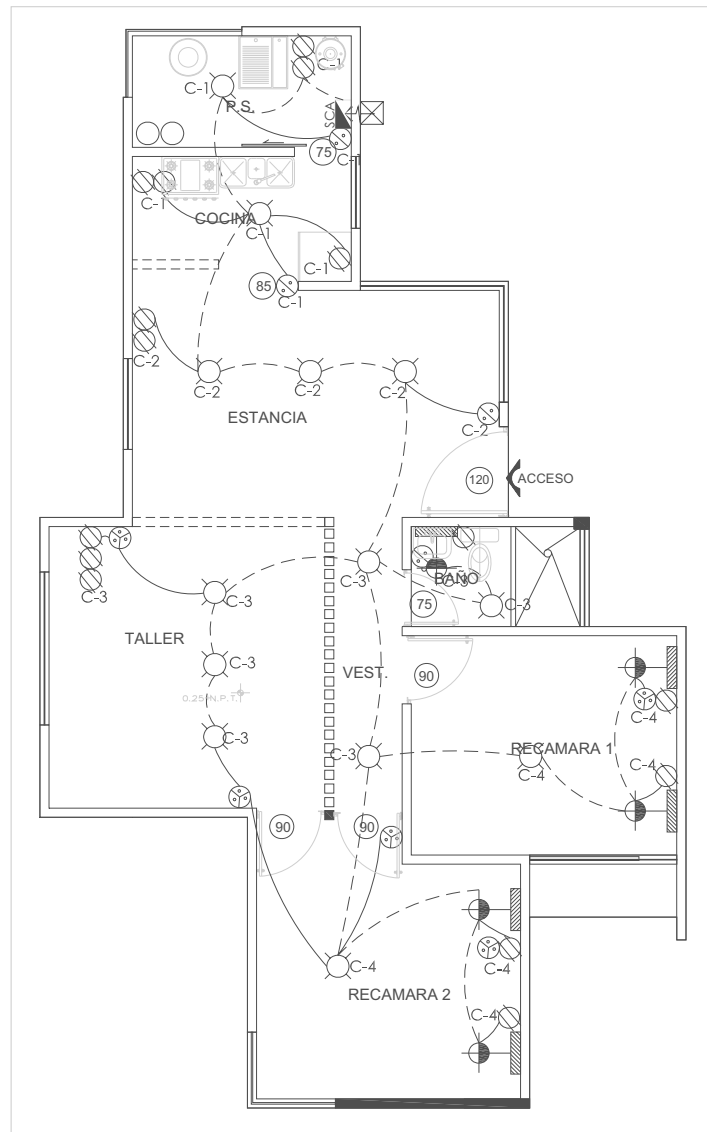 C-1
C-1
P.S.
SCA
75
C-1
C-1
COCINA
C-1
C-1
85
C-1
C-2
C-2
C-2
C-2
ESTANCIA
C-2
120
ACCESO
C-3
C-3
BAÑO
C-3
75
C-3
TALLER
C-3
VEST.
90
0.25 N.P.T.
C-4
C-3
C-3
RECAMARA 1
C-4
C-4
90
90
C-4
RECAMARA 2
C-4
C-4